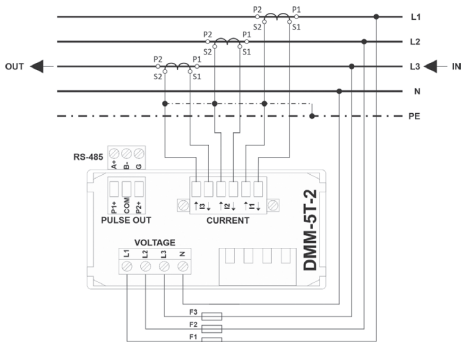 P2 P1 L1
S2 S1
P2 P1 L2
S2 S1
P2 P1
OUT L3 IN
S2 S1
N
PE
RS-485 A+ B- G
P1+ COM P2+
PULSE OUT
I3 I2 I1
CURRENT
DMM-5T-2
VOLTAGE
L1 L2 L3 N
F3
F2
F1